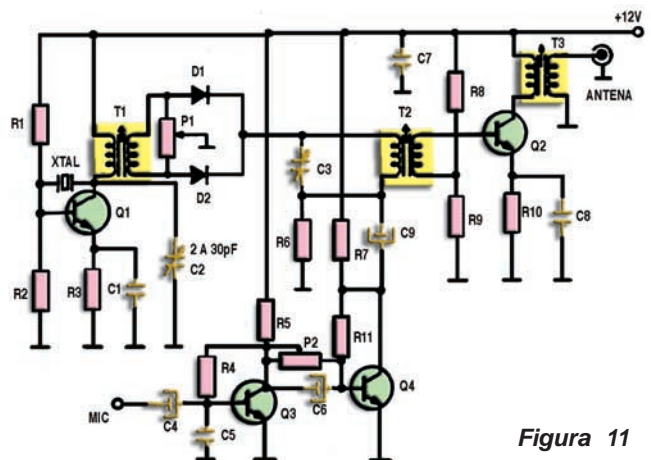 +12V
T3
D1
C7
R8
ANTENA
R1
T1
P1
T2
XTAL
Q2
D2
C3
Q1
R6
R7
C9
R9
R10
C8
2 A 30pF
C2
R2
R3
C1
R5
R11
P2
R4
Q4
MIC
Q3
C6
C4
C5
Figura 11